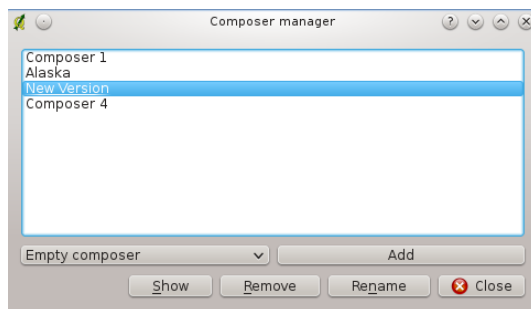 Composer manager
Composer 1
Alaska
New Version
Composer 4
Empty composer Add
Show Remove Rename Close